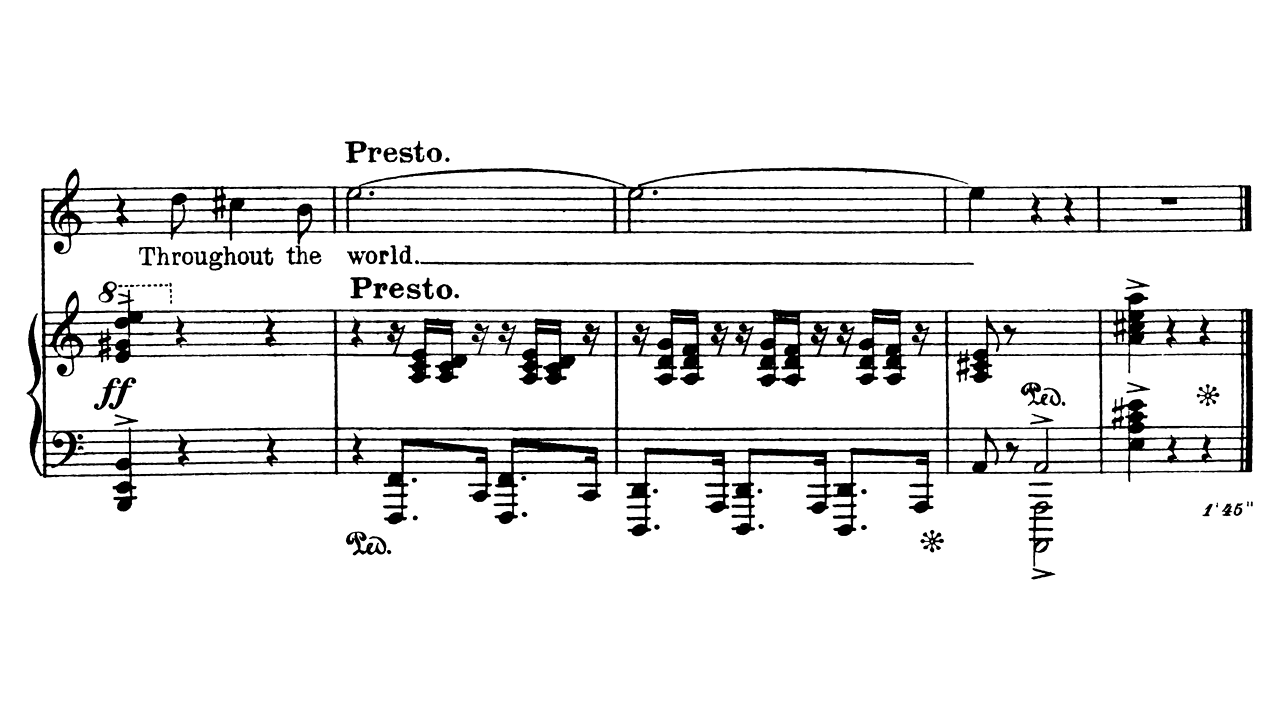 Presto.
Throughout the world.
Presto.
8
ff
Ped.
Ped.
1'45"